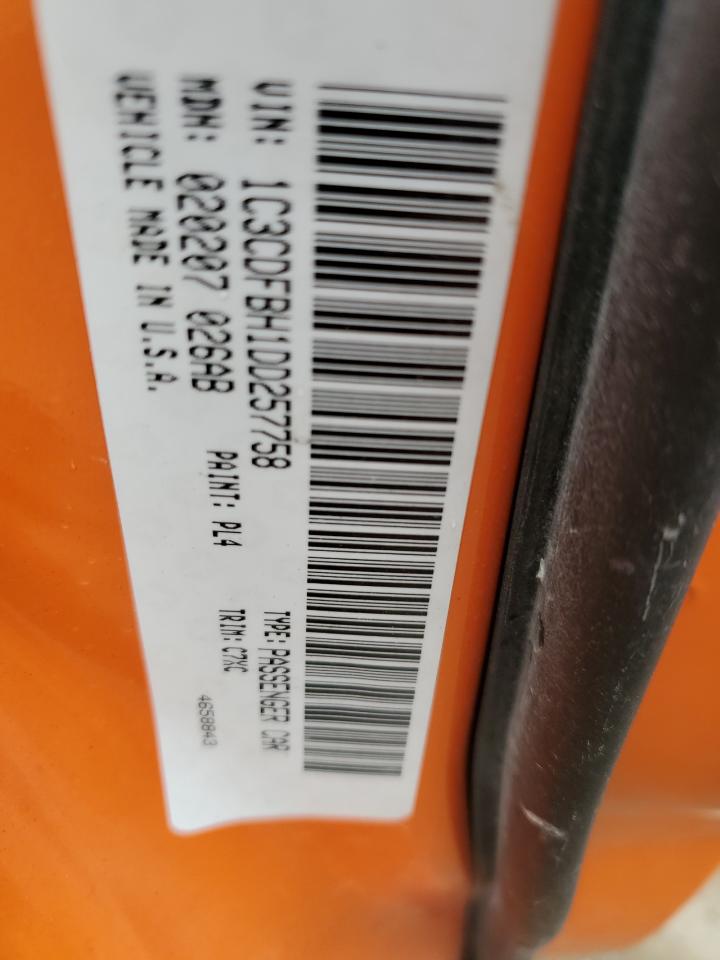 VIN: 1C3CDFBH1DD257758 TYPE: PASSENGER CAR
MDH: 020207 026AB PAINT: PL4 TRIM: C7XC
VEHICLE MADE IN U.S.A. 4658843